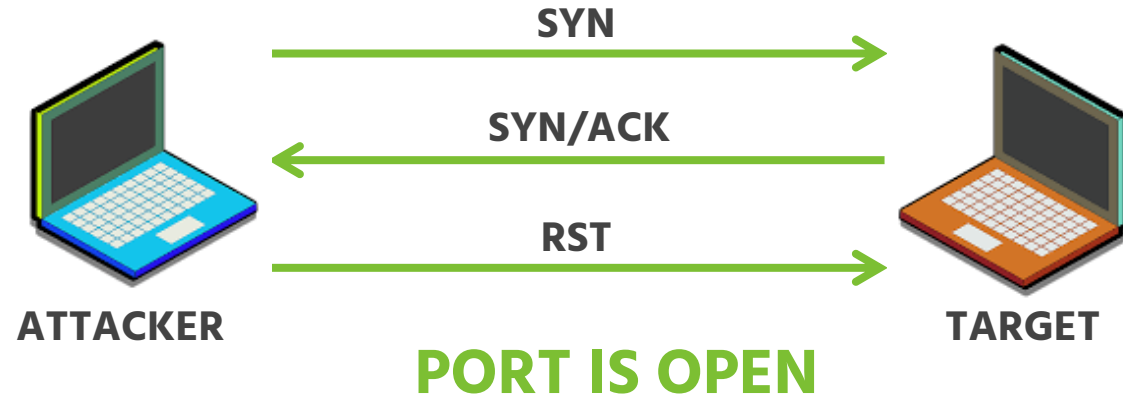 SYN
SYN/ACK
RST
ATTACKER
TARGET
PORT IS OPEN